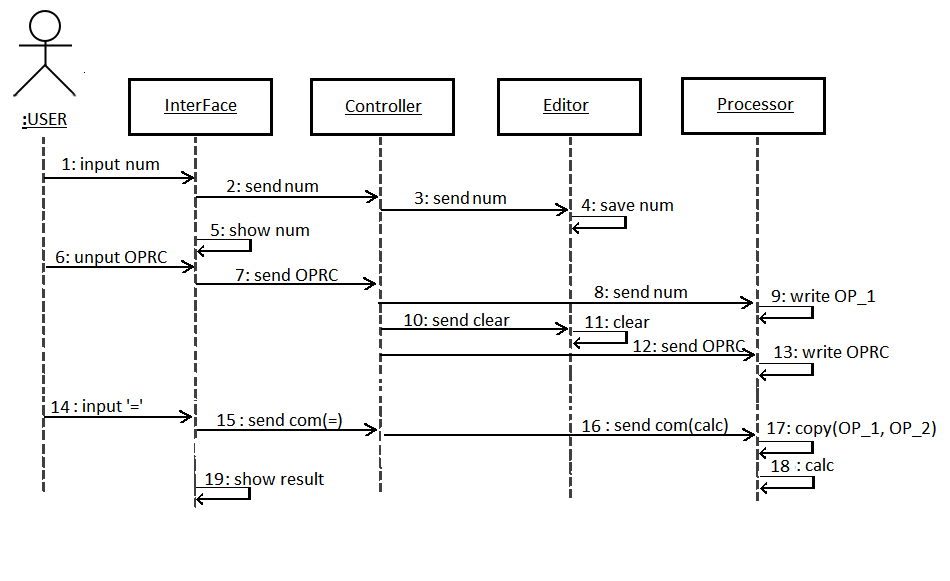 :USER
InterFace
Controller
Editor
Processor
1: input num
2: send num
3: send num
4: save num
5: show num
6: unput OPRC
7: send OPRC
8: send num
9: write OP_1
10: send clear
11: clear
12: send OPRC
13: write OPRC
14 : input '='
15 : send com(=)
16 : send com(calc)
17: copy(OP_1, OP_2)
18 : calc
19: show result